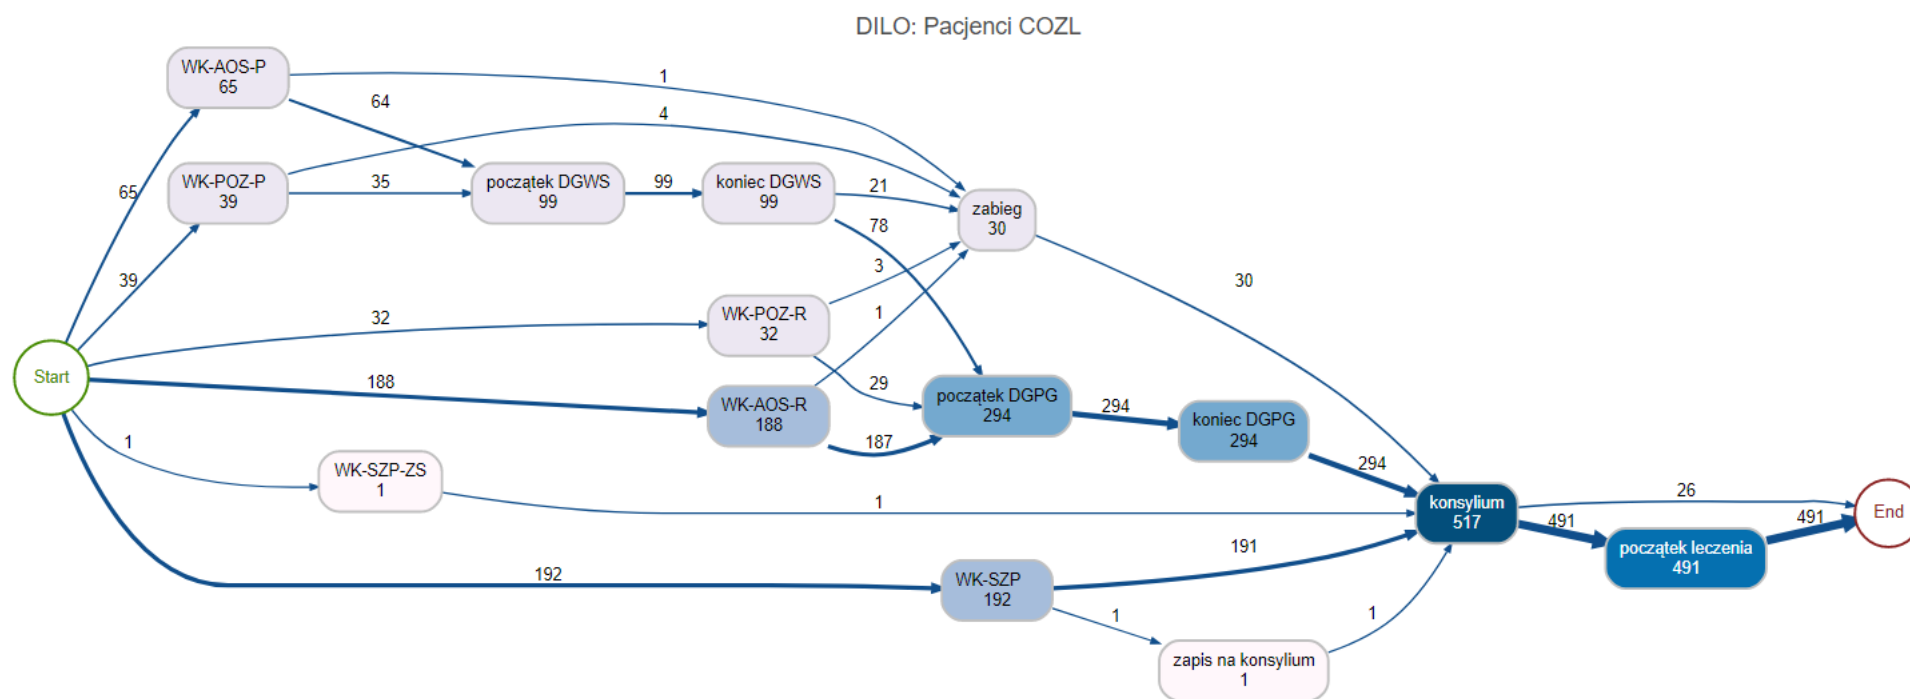 DILO: Pacjenci COZL
WK-AOS-P
65
1
64
4
65
WK-POZ-P
39
35
początek DGWS
99
99
koniec DGWS
99
21
78
zabieg
30
39
32
WK-POZ-R
32
3
1
29
30
Start
188
WK-AOS-R
188
187
początek DGPG
294
294
koniec DGPG
294
294
1
WK-SZP-ZS
1
1
konsylium
517
26
491
początek leczenia
491
491
End
192
WK-SZP
192
191
1
zapis na konsylium
1
1